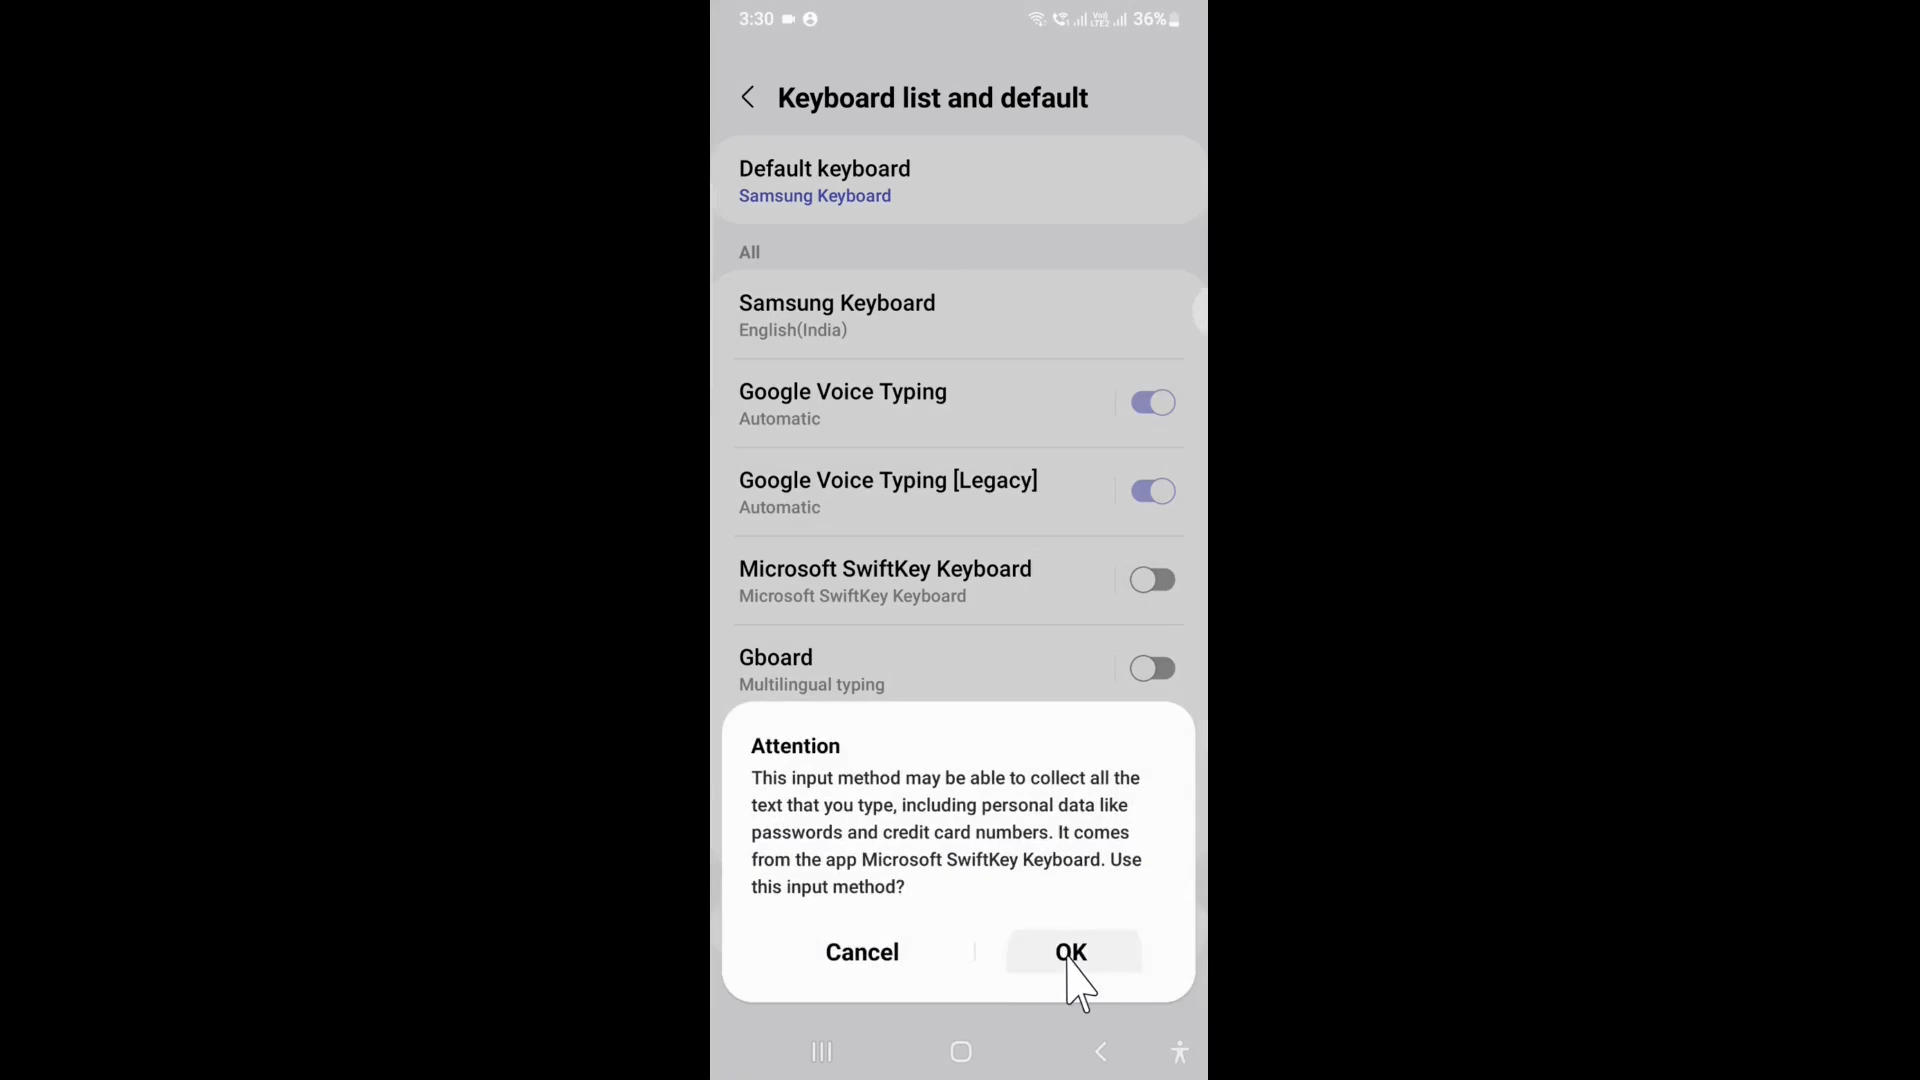 3:30
Vo))
LTE2
36%
Keyboard list and default
Default keyboard
Samsung Keyboard
All
Samsung Keyboard
English(India)
Google Voice Typing
Automatic
Google Voice Typing [Legacy]
Automatic
Microsoft SwiftKey Keyboard
Microsoft SwiftKey Keyboard
Gboard
Multilingual typing
Attention
This input method may be able to collect all the
text that you type, including personal data like
passwords and credit card numbers. It comes
from the app Microsoft SwiftKey Keyboard. Use
this input method?
Cancel
OK